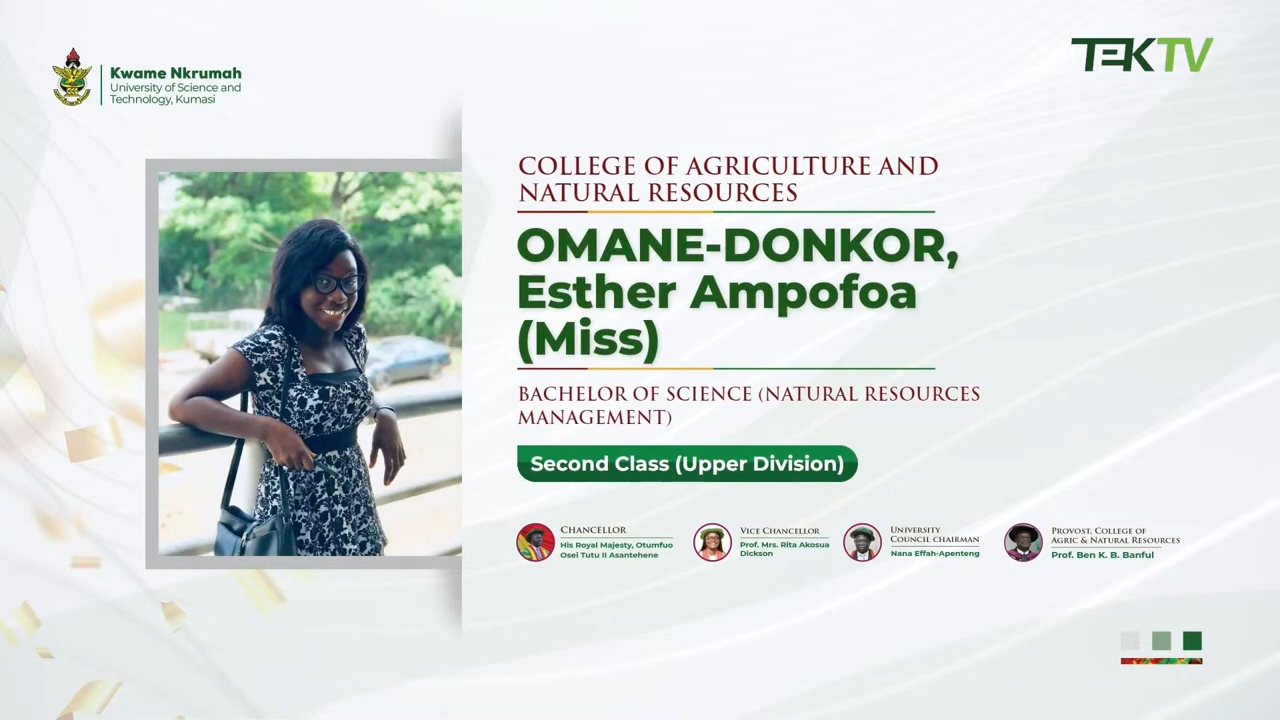 Kwame Nkrumah
University of Science and
Technology, Kumasi
TEKTV
COLLEGE OF AGRICULTURE AND
NATURAL RESOURCES
OMANE-DONKOR,
Esther Ampofoa
(Miss)
BACHELOR OF SCIENCE (NATURAL RESOURCES
MANAGEMENT)
Second Class (Upper Division)
CHANCELLOR
His Royal Majesty, Otumfuo
Osei Tutu II Asantehene
VICE CHANCELLOR
Prof. Mrs. Rita Akosua
Dickson
UNIVERSITY
COUNCIL CHAIRMAN
Nana Effah-Apenteng
PROVOST, COLLEGE OF
AGRIC & NATURAL RESOURCES
Prof. Ben K. B. Banful